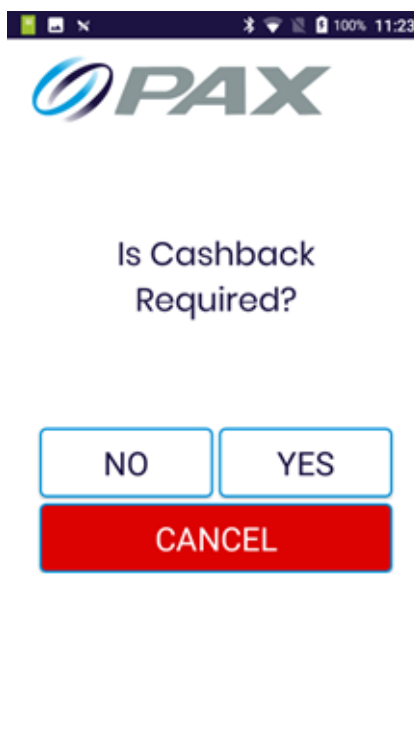 100% 11:23
PAX
Is Cashback
Required?
NO YES
CANCEL